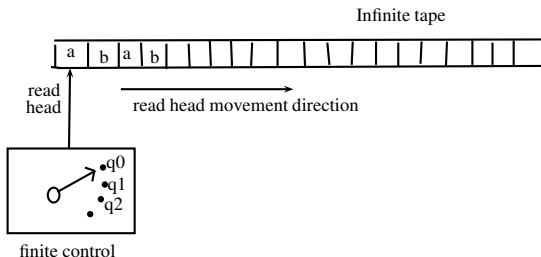 Infinite tape
a b a b
read
head
read head movement direction
q0
q1
q2
finite control